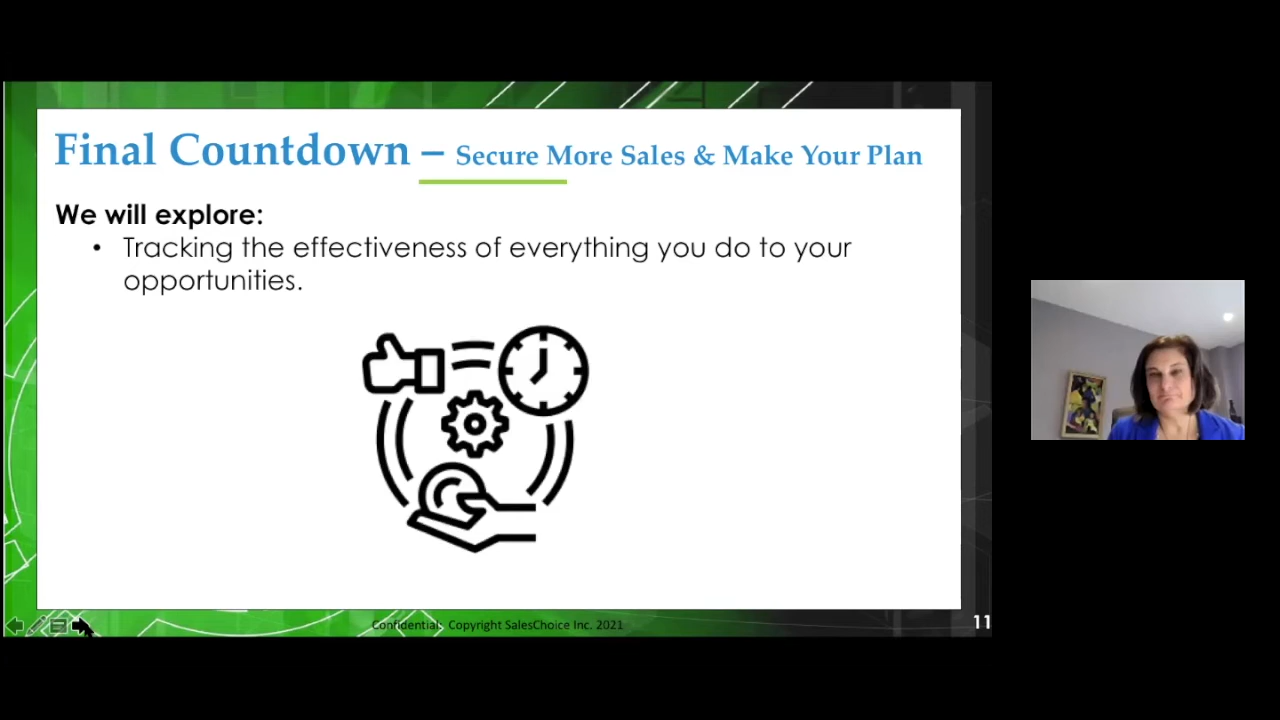 Final Countdown – Secure More Sales & Make Your Plan
We will explore:
• Tracking the effectiveness of everything you do to your
opportunities.
Confidential: Copyright SalesChoice Inc. 2021
11